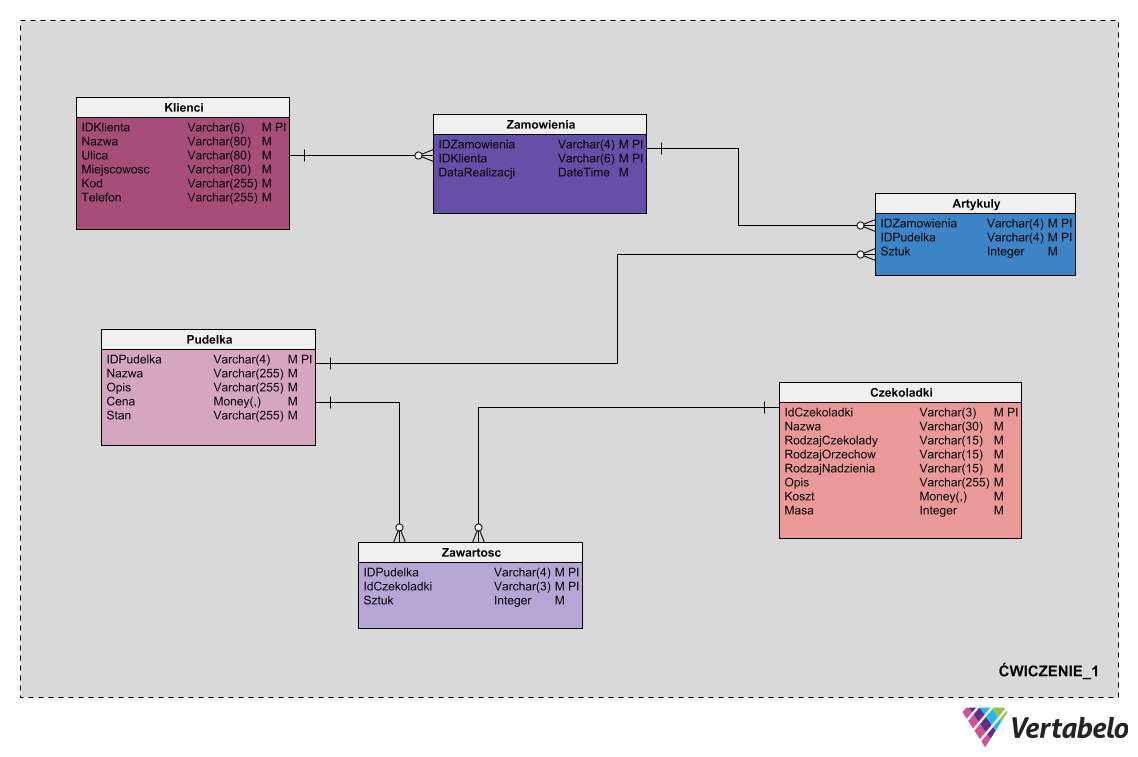 Klienci
IDKlienta Varchar(6) M PI
Nazwa Varchar(80) M
Ulica Varchar(80) M
Miejscowosc Varchar(80) M
Kod Varchar(255) M
Telefon Varchar(255) M
Zamowienia
IDZamowienia Varchar(4) M PI
IDKlienta Varchar(6) M PI
DataRealizacji DateTime M
Artykuly
IDZamowienia Varchar(4) M PI
IDPudelka Varchar(4) M PI
Sztuk Integer M
Pudelka
IDPudelka Varchar(4) M PI
Nazwa Varchar(255) M
Opis Varchar(255) M
Cena Money(,) M
Stan Varchar(255) M
Czekoladki
IdCzekoladki Varchar(3) M PI
Nazwa Varchar(30) M
RodzajCzekolady Varchar(15) M
RodzajOrzechow Varchar(15) M
RodzajNadzienia Varchar(15) M
Opis Varchar(255) M
Koszt Money(,) M
Masa Integer M
Zawartosc
IDPudelka Varchar(4) M PI
IdCzekoladki Varchar(3) M PI
Sztuk Integer M
ĆWICZENIE_1
Vertabelo